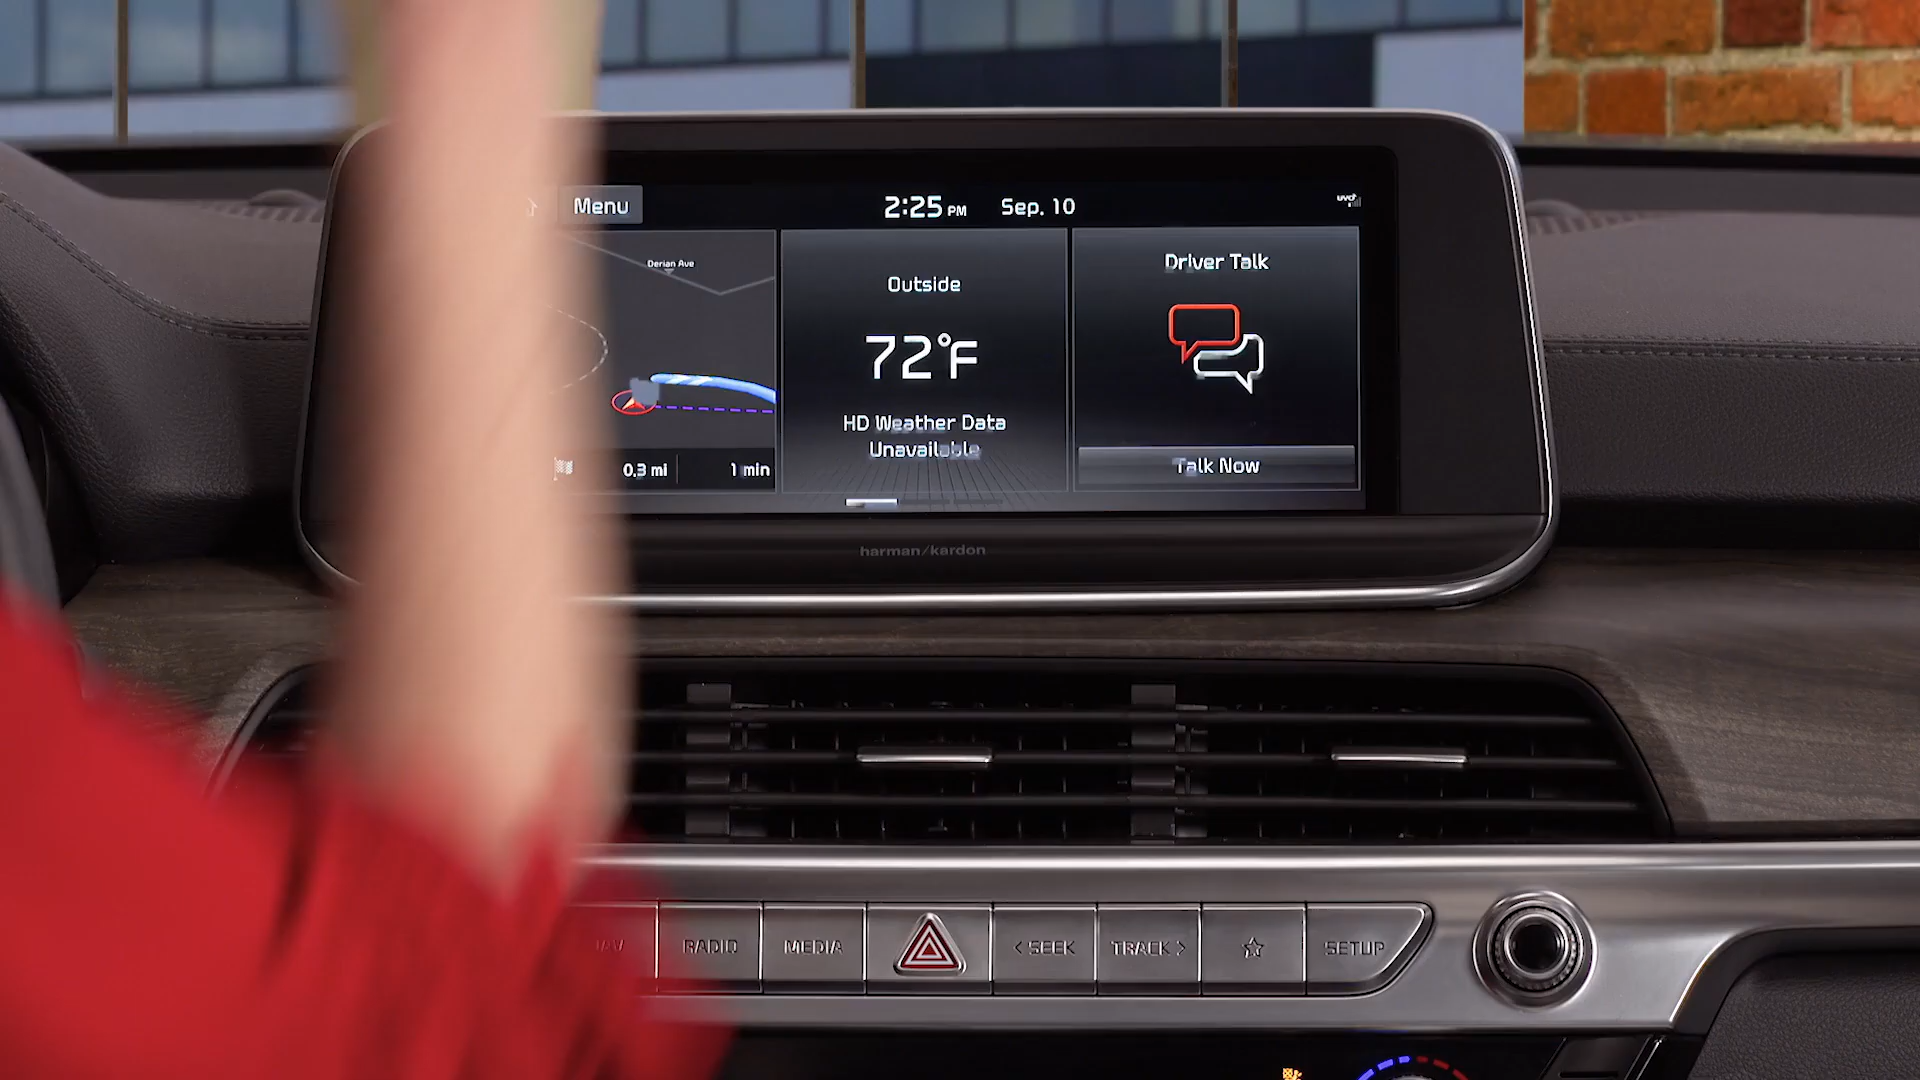 Menu
2:25 PM
Sep. 10
UVO
Derian Ave
0.3 mi
1 min
Outside
72°F
HD Weather Data
Unavailable
Driver Talk
Talk Now
harman/kardon
RADIO
MEDIA
< SEEK
TRACK >
SETUP